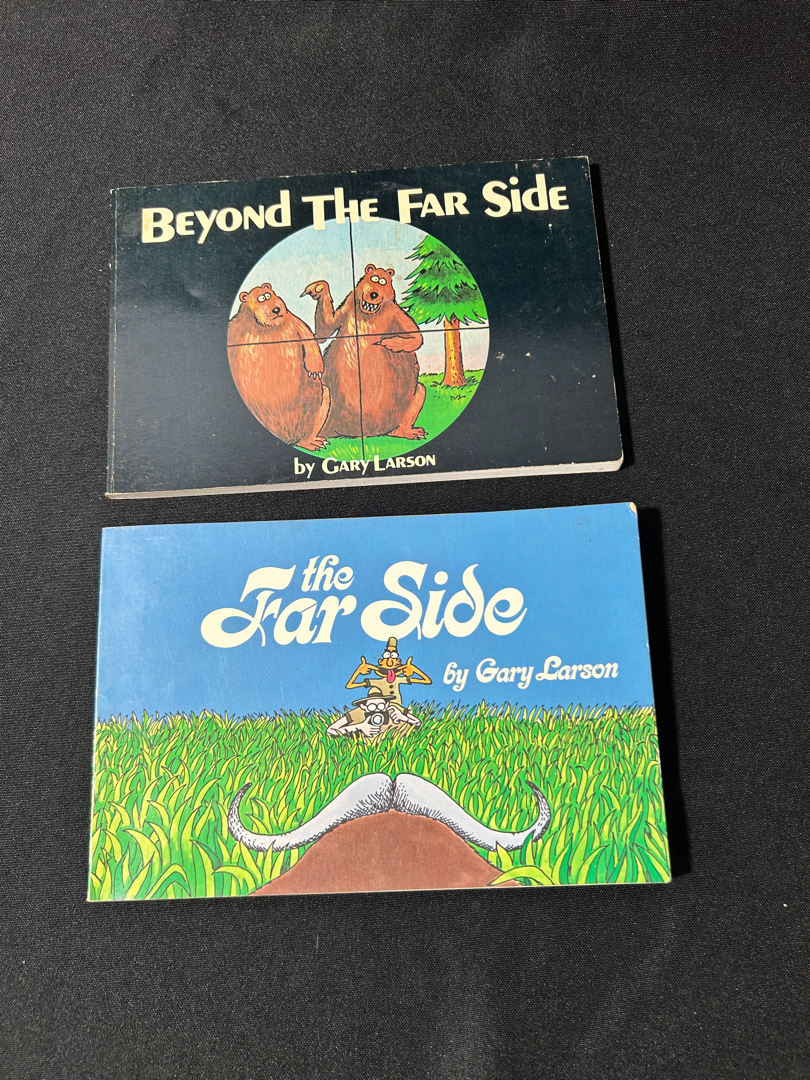 Beyond The Far Side
by Gary Larson
the
Far Side
by Gary Larson